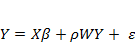 Y = Xβ + ρWY + ε